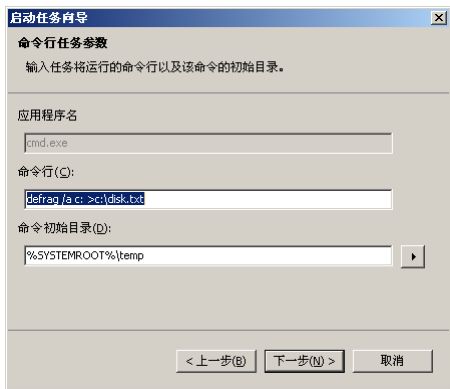 启动任务向导
命令行任务参数
输入任务将运行的命令行以及该命令的初始目录。
应用程序名
cmd.exe
命令行(C):
defrag /a c: >c:\disk.txt
命令初始目录(D):
%SYSTEMROOT%\temp
< 上一步(B) 下一步(N) > 取消